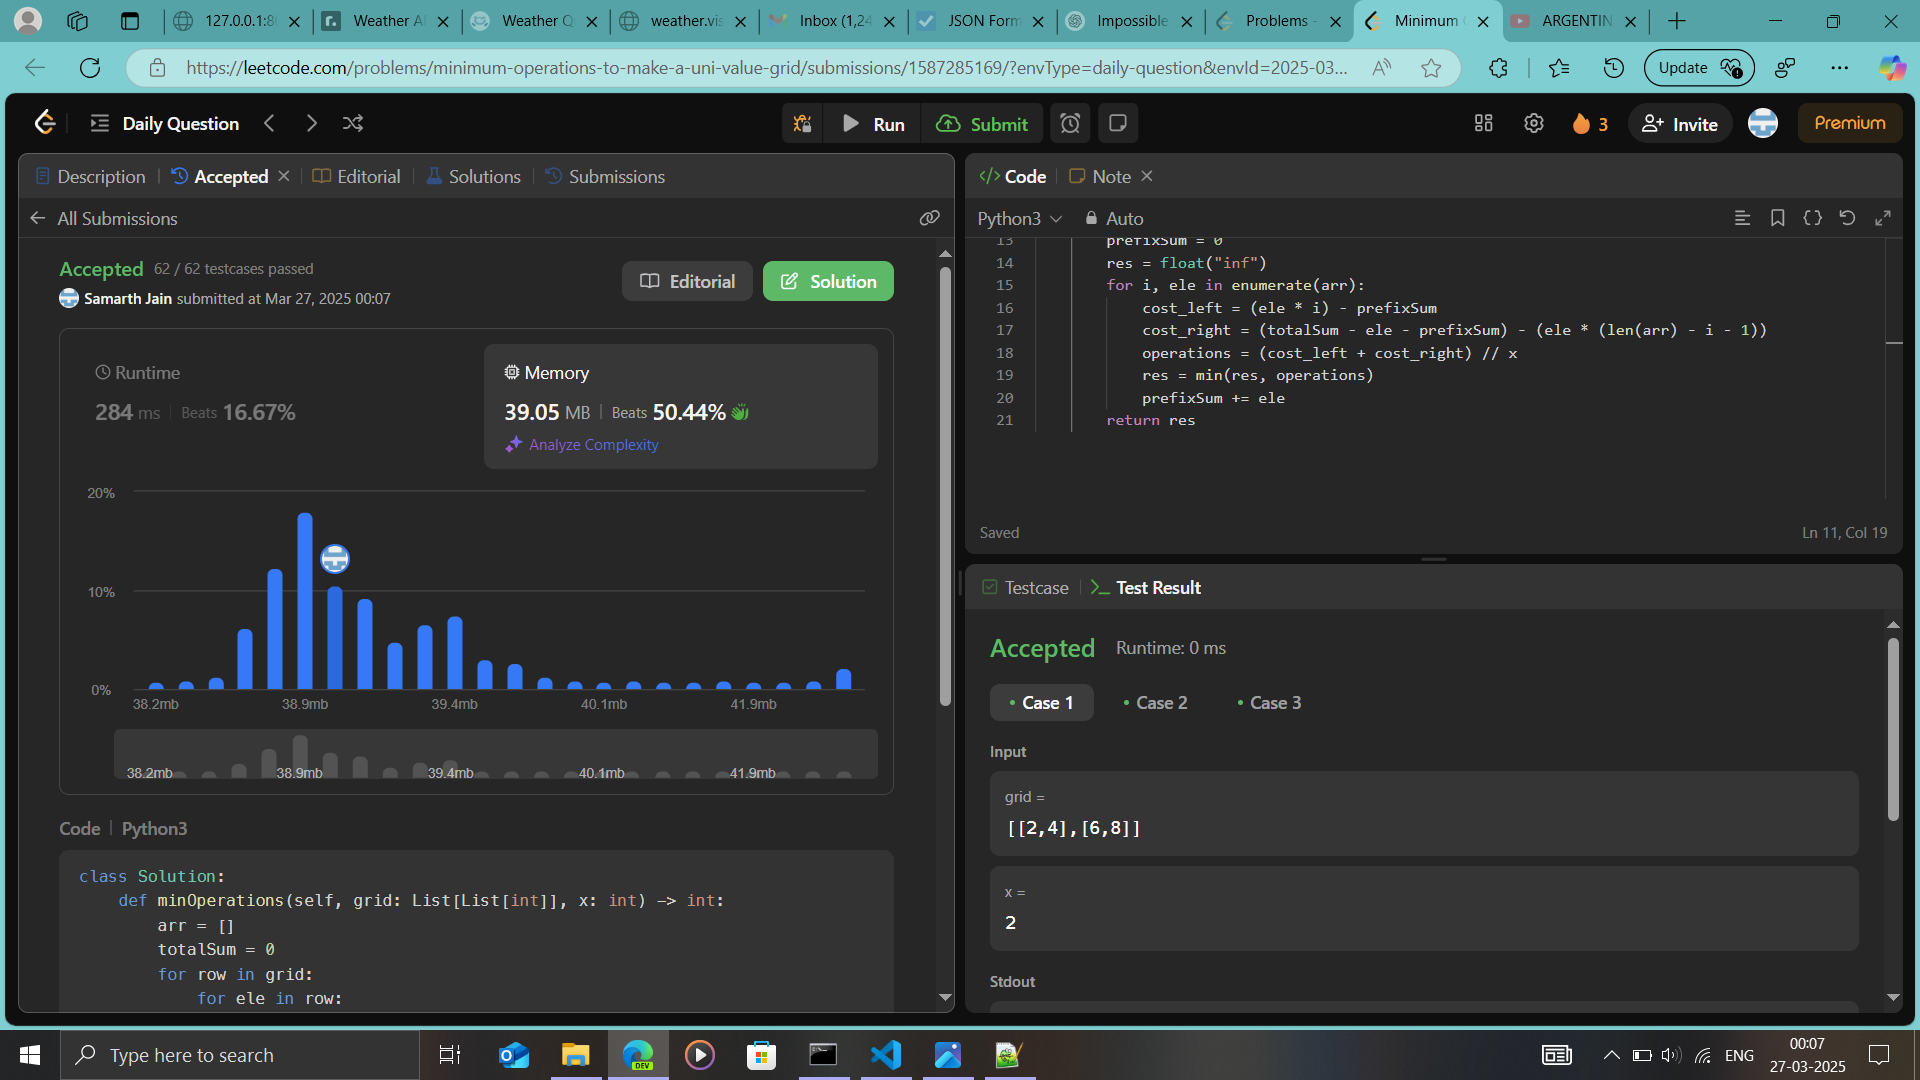 127.0.0.1:8
Weather A
Weather Q
weather.vis
Inbox (1,24
JSON Form
Impossible
Problems -
Minimum
ARGENTIN
https://leetcode.com/problems/minimum-operations-to-make-a-uni-value-grid/submissions/1587285169/?envType=daily-question&envId=2025-03...
Update
Daily Question
Run
Submit
3
Invite
Premium
Description
Accepted
Editorial
Solutions
Submissions
All Submissions
Accepted 62 / 62 testcases passed
Samarth Jain submitted at Mar 27, 2025 00:07
Editorial
Solution
Runtime
284 ms Beats 16.67%
Memory
39.05 MB Beats 50.44%
Analyze Complexity
20%
10%
0%
38.2mb 38.9mb 39.4mb 40.1mb 41.9mb
38.2mb 38.9mb 39.4mb 40.1mb 41.9mb
Code Python3
class Solution:
def minOperations(self, grid: List[List[int]], x: int) -> int:
arr = []
totalSum = 0
for row in grid:
for ele in row:
</> Code
Note
Python3
Auto
13 prefixSum = 0
14 res = float("inf")
15 for i, ele in enumerate(arr):
16 cost_left = (ele * i) - prefixSum
17 cost_right = (totalSum - ele - prefixSum) - (ele * (len(arr) - i - 1))
18 operations = (cost_left + cost_right) // x
19 res = min(res, operations)
20 prefixSum += ele
21 return res
Saved
Ln 11, Col 19
Testcase
Test Result
Accepted Runtime: 0 ms
Case 1
Case 2
Case 3
Input
grid =
[[2,4],[6,8]]
x =
2
Stdout
Type here to search
DEV
ENG
00:07
27-03-2025